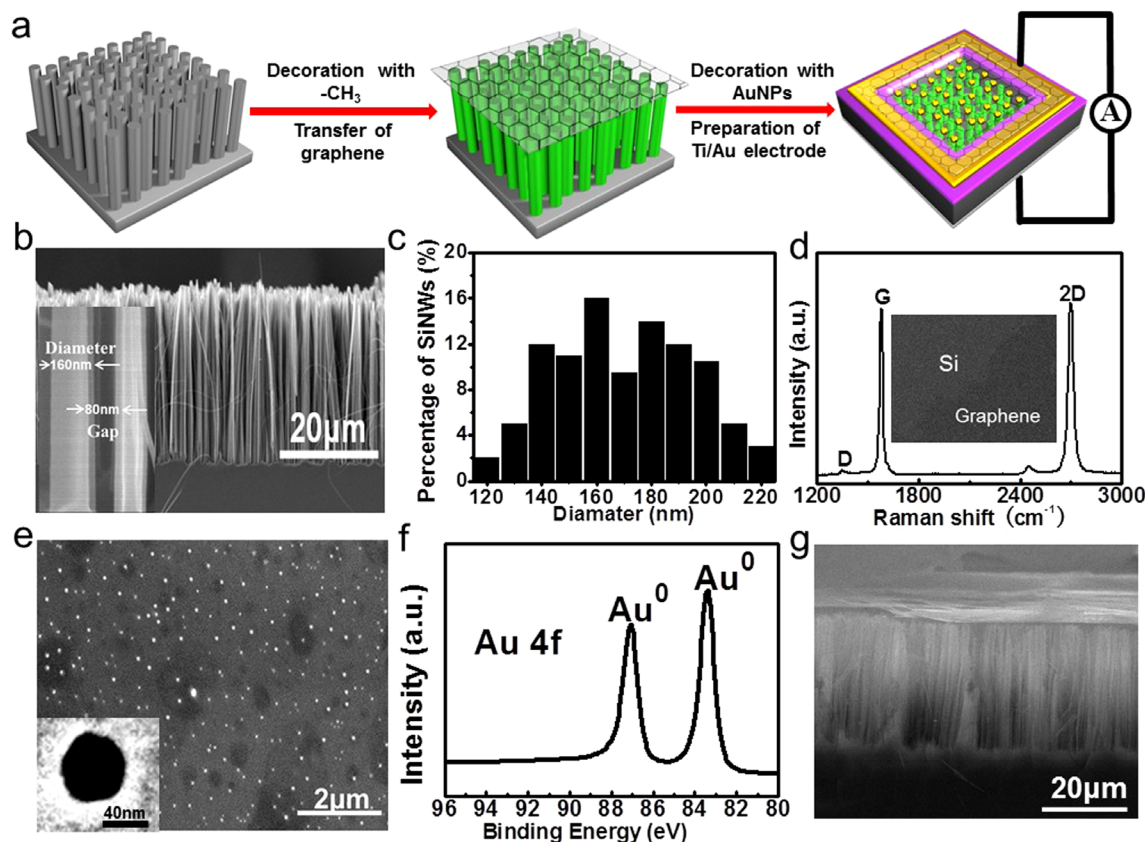 a
Decoration with
-CH3
Transfer of
graphene
Decoration with
AuNPs
Preparation of
Ti/Au electrode
A
b
Diameter
160nm
80nm
Gap
20μm
c
Percentage of SiNWs (%)
20
16
12
8
4
0
120 140 160 180 200 220
Diamater (nm)
d
Intensity (a.u.)
G
2D
Si
Graphene
D
1200 1800 2400 3000
Raman shift (cm-1)
e
40nm
2μm
f
Intensity (a.u.)
Au 4f
Au0
Au0
96 94 92 90 88 86 84 82 80
Binding Energy (eV)
g
20μm